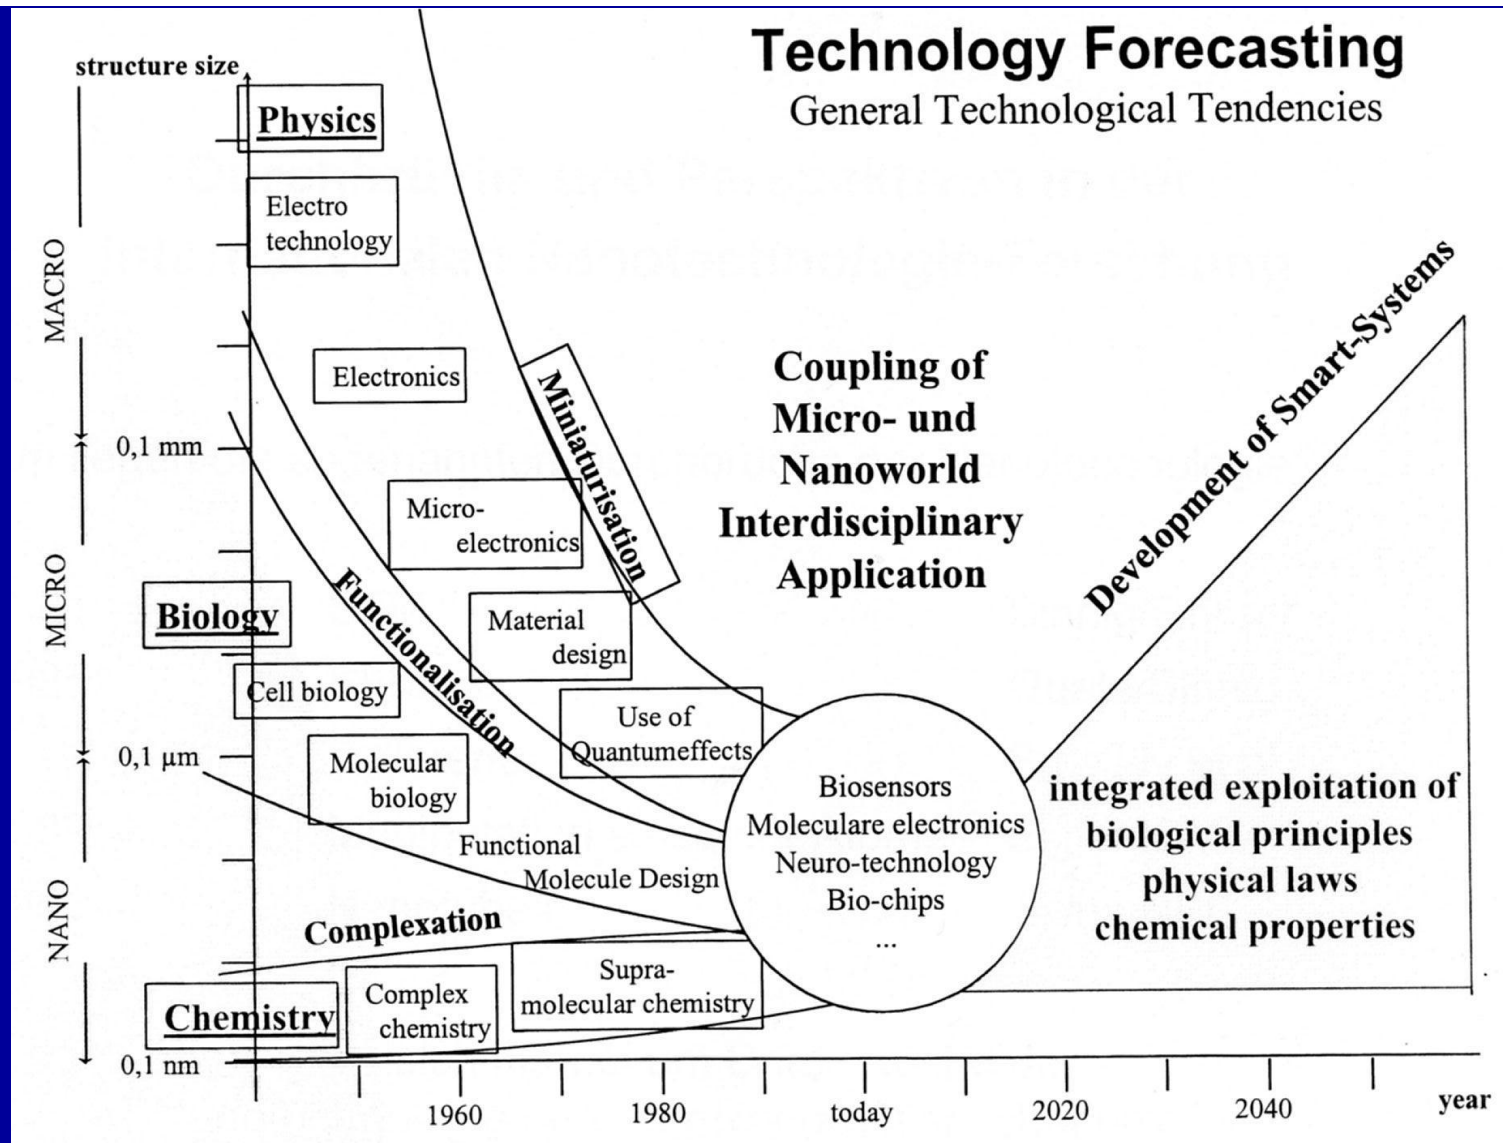 Technology Forecasting
General Technological Tendencies
structure size
Physics
Electro
technology
MACRO
Electronics
Miniaturisation
Coupling of
Micro- und
Nanoworld
Interdisciplinary
Application
Development of Smart-Systems
0,1 mm
Micro-
electronics
MICRO
Biology
Functionalisation
Material
design
Cell biology
Use of
Quantumeffects
0,1 µm
Molecular
biology
Functional
Molecule Design
Biosensors
Moleculare electronics
Neuro-technology
Bio-chips
...
integrated exploitation of
biological principles
physical laws
chemical properties
NANO
Complexation
Chemistry
Complex
chemistry
Supra-
molecular chemistry
0,1 nm
1960
1980
today
2020
2040
year